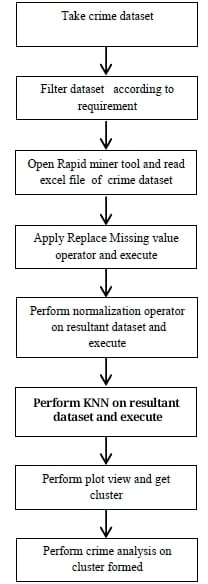 Take crime dataset
Filter dataset according to
requirement
Open Rapid miner tool and read
excel file of crime dataset
Apply Replace Missing value
operator and execute
Perform normalization operator
on resultant dataset and
execute
Perform KNN on resultant
dataset and execute
Perform plot view and get
cluster
Perform crime analysis on
cluster formed